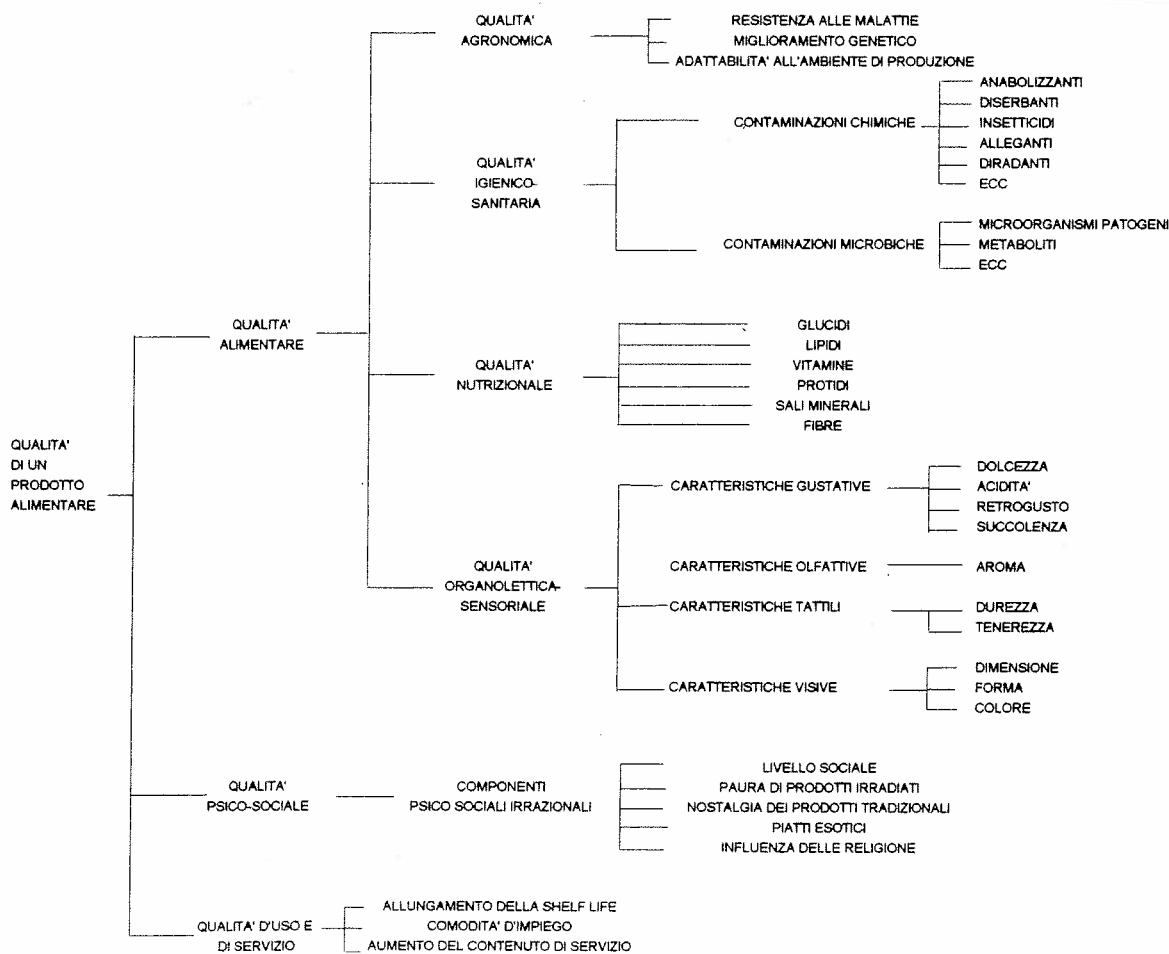 QUALITA'
AGRONOMICA
RESISTENZA ALLE MALATTIE
MIGLIORAMENTO GENETICO
ADATTABILITA' ALL'AMBIENTE DI PRODUZIONE
QUALITA'
IGIENICO-
SANITARIA
CONTAMINAZIONI CHIMICHE
ANABOLIZZANTI
DISERBANTI
INSETTICIDI
ALLEGANTI
DIRADANTI
ECC
CONTAMINAZIONI MICROBICHE
MICROORGANISMI PATOGENI
METABOLITI
ECC
QUALITA'
ALIMENTARE
QUALITA'
NUTRIZIONALE
GLUCIDI
LIPIDI
VITAMINE
PROTIDI
SALI MINERALI
FIBRE
QUALITA'
DI UN
PRODOTTO
ALIMENTARE
QUALITA'
ORGANOLETTICA-
SENSORIALE
CARATTERISTICHE GUSTATIVE
DOLCEZZA
ACIDITA'
RETROGUSTO
SUCCOLENZA
CARATTERISTICHE OLFATTIVE
AROMA
CARATTERISTICHE TATTILI
DUREZZA
TENEREZZA
CARATTERISTICHE VISIVE
DIMENSIONE
FORMA
COLORE
QUALITA'
PSICO-SOCIALE
COMPONENTI
PSICO SOCIALI IRRAZIONALI
LIVELLO SOCIALE
PAURA DI PRODOTTI IRRADIATI
NOSTALGIA DEI PRODOTTI TRADIZIONALI
PIATTI ESOTICI
INFLUENZA DELLE RELIGIONE
QUALITA' D'USO E
DI SERVIZIO
ALLUNGAMENTO DELLA SHELF LIFE
COMODITA' D'IMPIEGO
AUMENTO DEL CONTENUTO DI SERVIZIO